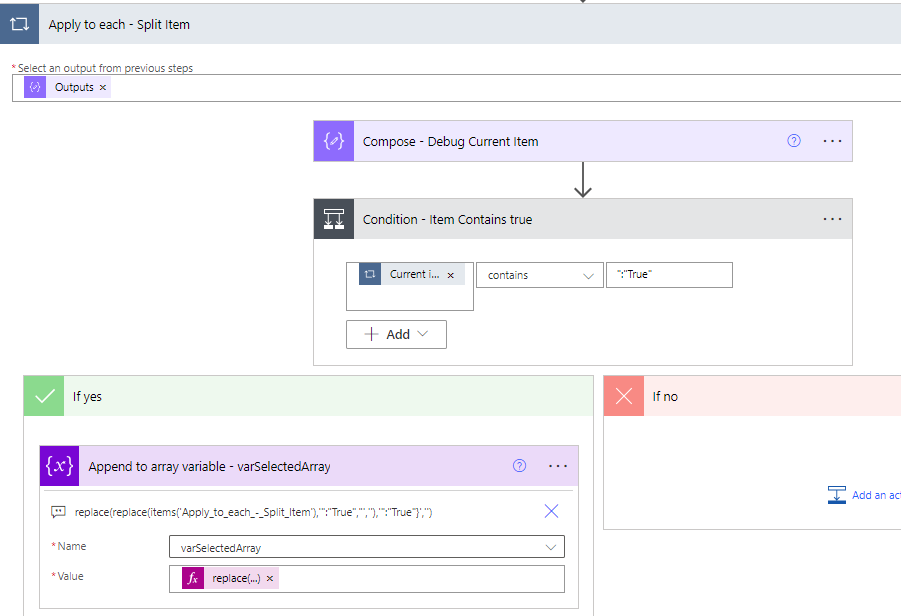 Apply to each - Split Item
* Select an output from previous steps
Outputs ×
Compose - Debug Current Item
Condition - Item Contains true
Current i... ×
contains
":"True"
Add
If yes
If no
Append to array variable - varSelectedArray
replace(replace(items('Apply_to_each_-_Split_Item'),'":"True","',''),'":"True"}','')
* Name
varSelectedArray
* Value
fx replace(...) ×
Add an act